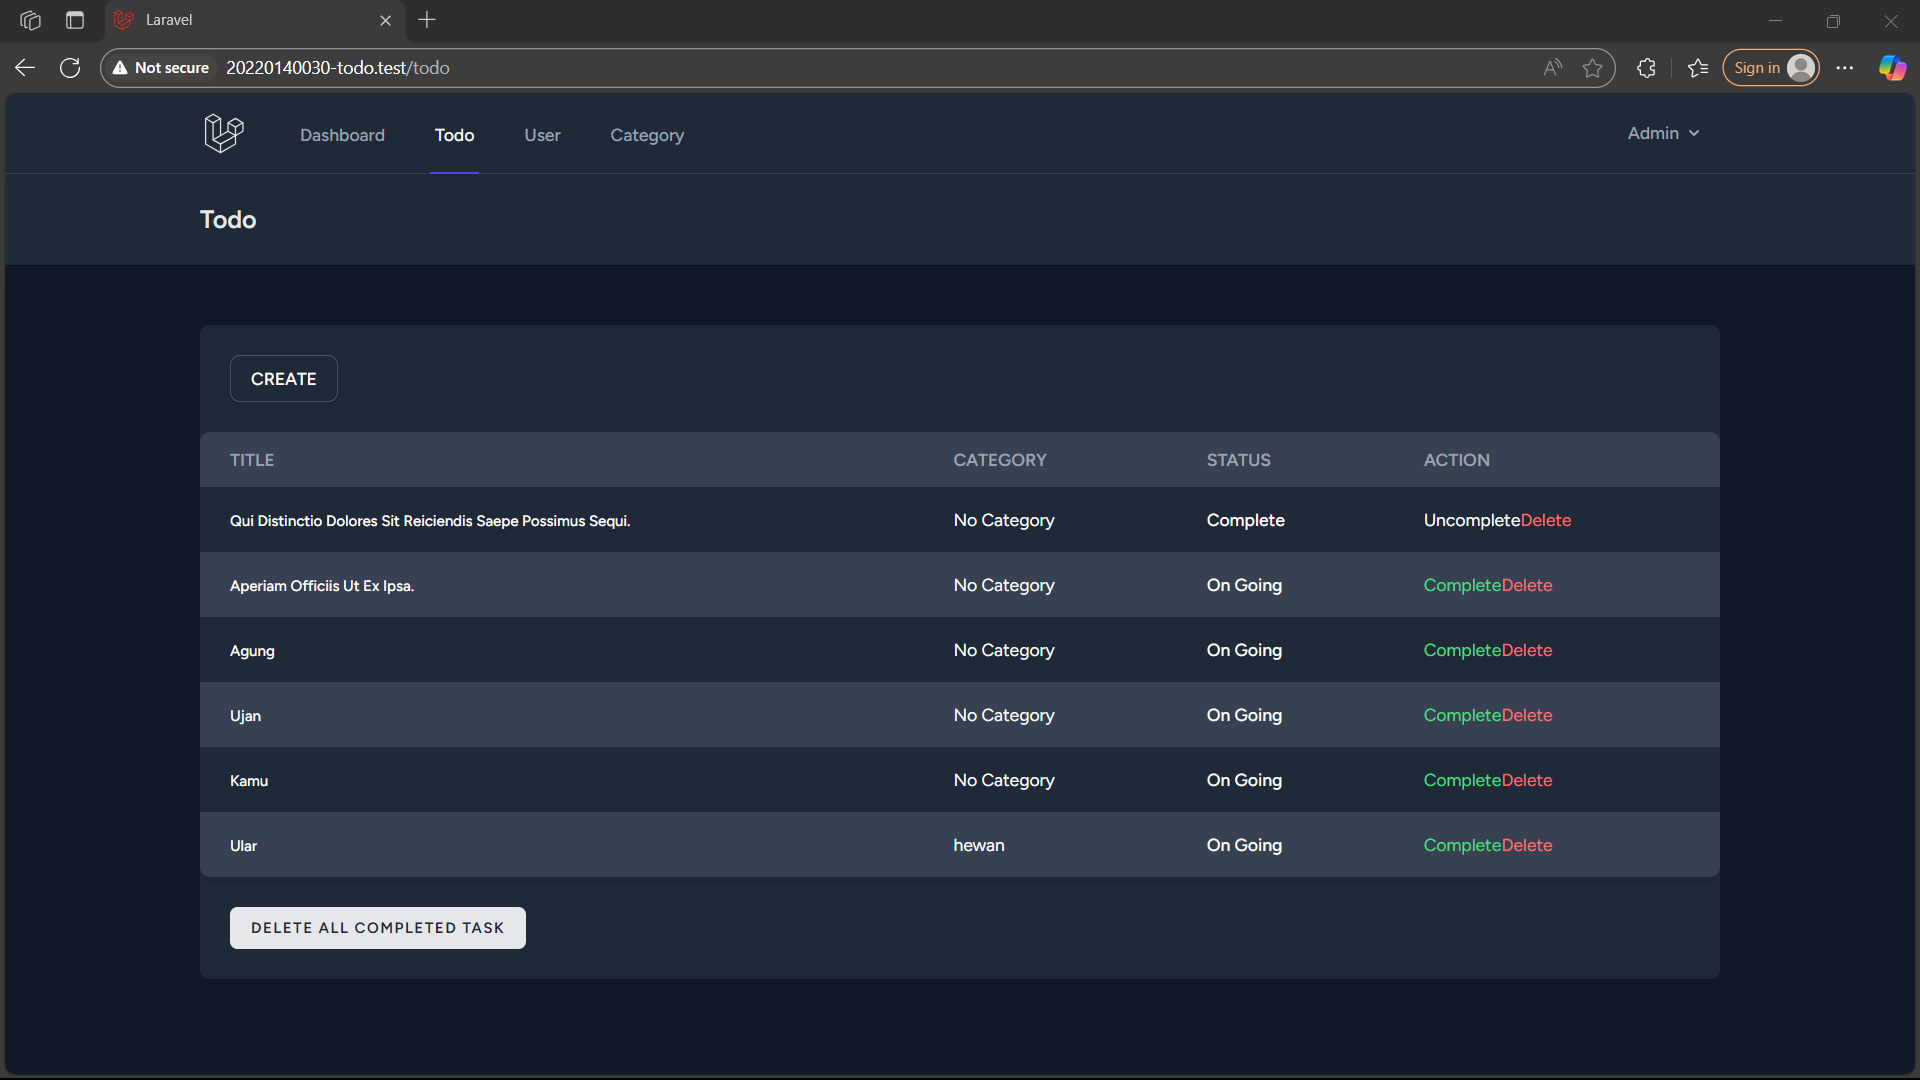 Laravel
Not secure 20220140030-todo.test/todo Sign in
Dashboard Todo User Category Admin
Todo
CREATE
TITLE CATEGORY STATUS ACTION
Qui Distinctio Dolores Sit Reiciendis Saepe Possimus Sequi. No Category Complete UncompleteDelete
Aperiam Officiis Ut Ex Ipsa. No Category On Going CompleteDelete
Agung No Category On Going CompleteDelete
Ujan No Category On Going CompleteDelete
Kamu No Category On Going CompleteDelete
Ular hewan On Going CompleteDelete
DELETE ALL COMPLETED TASK